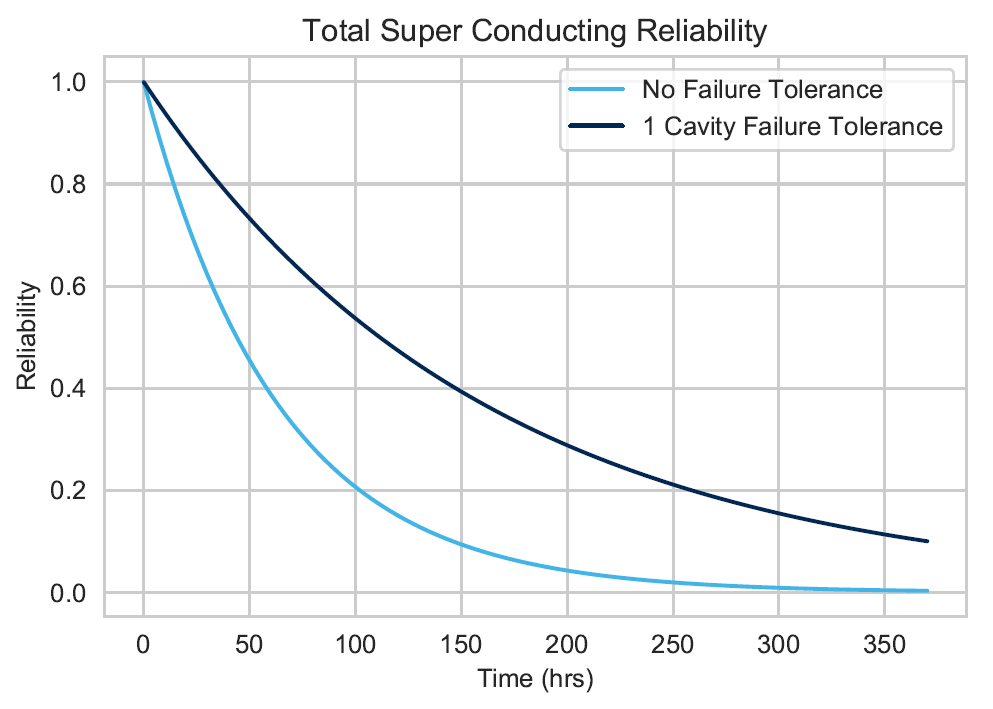 Total Super Conducting Reliability
No Failure Tolerance
1 Cavity Failure Tolerance
1.0
0.8
0.6
0.4
0.2
0.0
Reliability
0 50 100 150 200 250 300 350
Time (hrs)